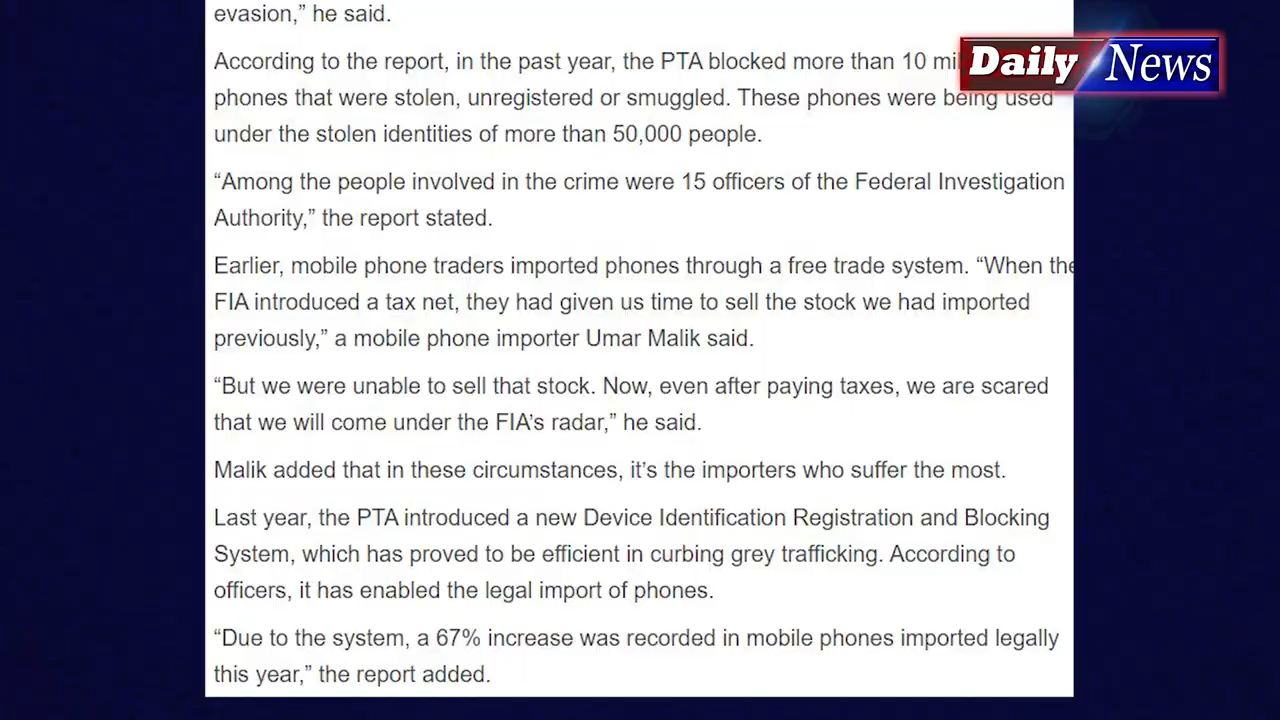 evasion,” he said.
Daily News
According to the report, in the past year, the PTA blocked more than 10
phones that were stolen, unregistered or smuggled. These phones were being used
under the stolen identities of more than 50,000 people.
“Among the people involved in the crime were 15 officers of the Federal Investigation
Authority,” the report stated.
Earlier, mobile phone traders imported phones through a free trade system. “When the
FIA introduced a tax net, they had given us time to sell the stock we had imported
previously,” a mobile phone importer Umar Malik said.
“But we were unable to sell that stock. Now, even after paying taxes, we are scared
that we will come under the FIA’s radar,” he said.
Malik added that in these circumstances, it’s the importers who suffer the most.
Last year, the PTA introduced a new Device Identification Registration and Blocking
System, which has proved to be efficient in curbing grey trafficking. According to
officers, it has enabled the legal import of phones.
“Due to the system, a 67% increase was recorded in mobile phones imported legally
this year,” the report added.